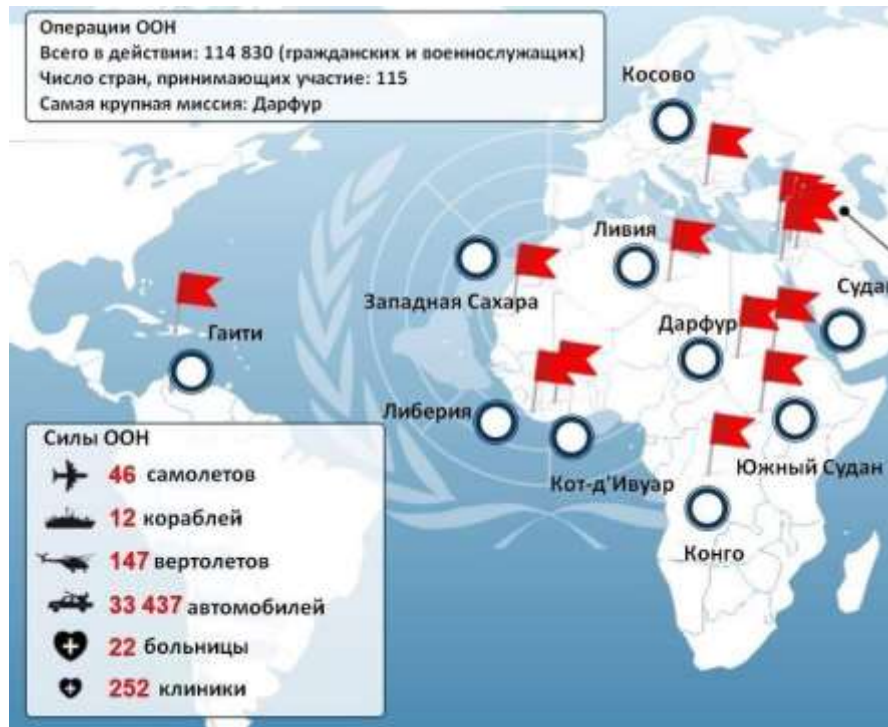 Операции ООН
Всего в действии: 114 830 (гражданских и военнослужащих)
Число стран, принимающих участие: 115
Самая крупная миссия: Дарфур
Косово
Ливия
Западная Сахара
Судан
Гаити
Дарфур
Либерия
Кот-д'Ивуар
Южный Судан
Конго
Силы ООН
46 самолетов
12 кораблей
147 вертолетов
33 437 автомобилей
22 больницы
252 клиники